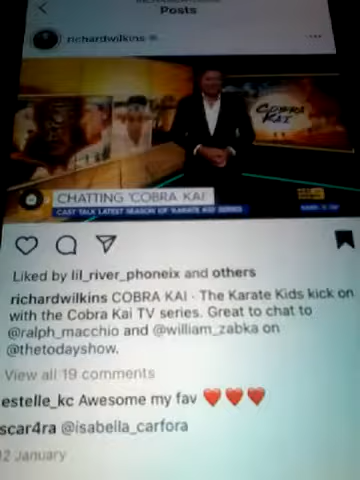 Posts
richardwilkins
COBRA
KAI
CHATTING 'COBRA KAI'
CAST TALK LATEST SEASON OF 'KARATE KID' SERIES
Liked by lil_river_phoneix and others
richardwilkins COBRA KAI - The Karate Kids kick on
with the Cobra Kai TV series. Great to chat to
@ralph_macchio and @william_zabka on
@thetodayshow.
View all 19 comments
estelle_kc Awesome my fav ❤️❤️❤️
scar4ra @isabella_carfora
2 January